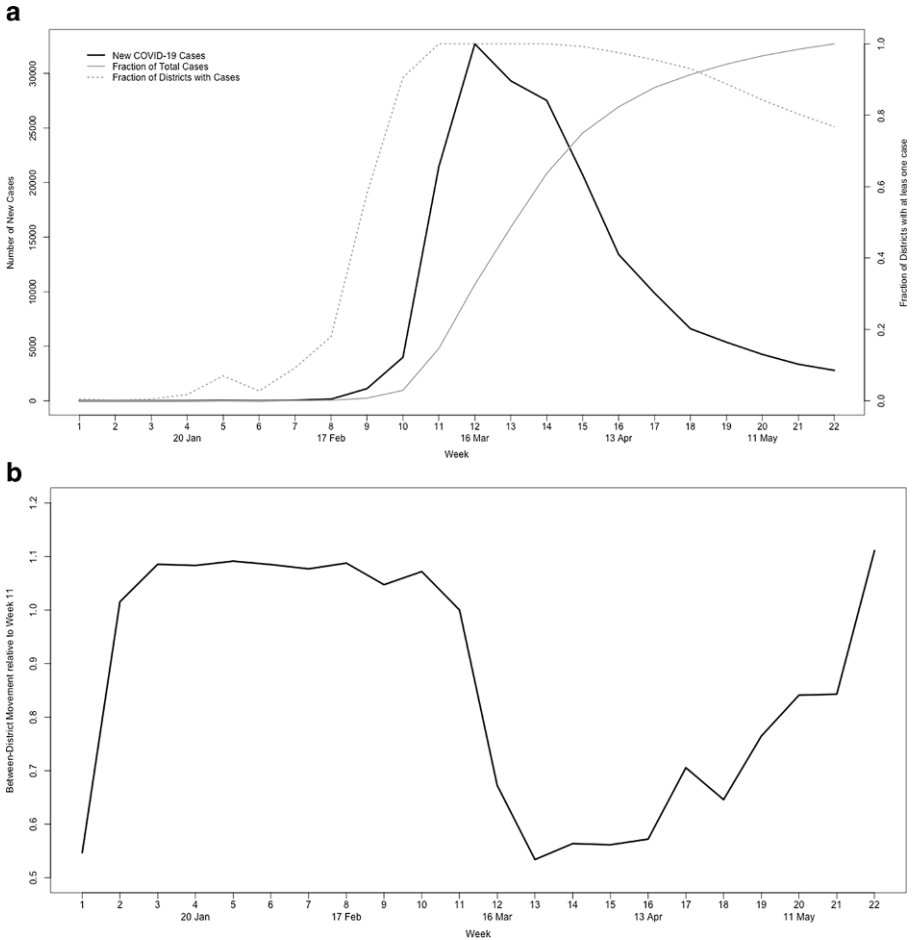 a
New COVID-19 Cases
Fraction of Total Cases
Fraction of Districts with Cases
Number of New Cases
0 5000 10000 15000 20000 25000 30000
Fraction of Districts with at leas one case
0.0 0.2 0.4 0.6 0.8 1.0
1 2 3 4 5 6 7 8 9 10 11 12 13 14 15 16 17 18 19 20 21 22
20 Jan 17 Feb 16 Mar 13 Apr 11 May
Week
b
Between-District Movement relative to Week 11
0.5 0.6 0.7 0.8 0.9 1.0 1.1 1.2
1 2 3 4 5 6 7 8 9 10 11 12 13 14 15 16 17 18 19 20 21 22
20 Jan 17 Feb 16 Mar 13 Apr 11 May
Week